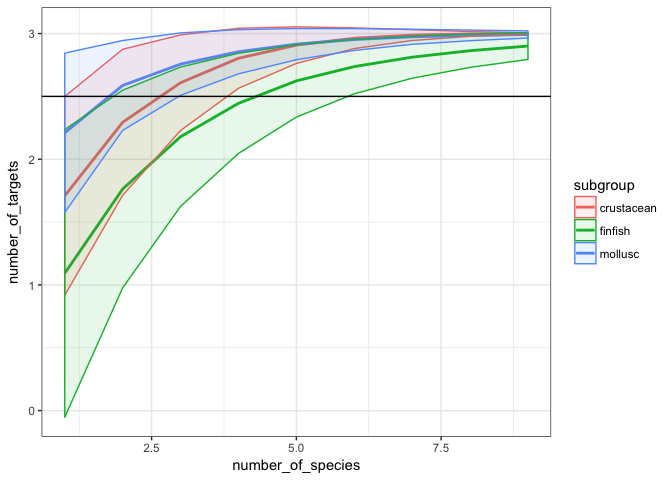 3
2
1
0
number_of_targets
2.5
5.0
7.5
number_of_species
subgroup
crustacean
finfish
mollusc